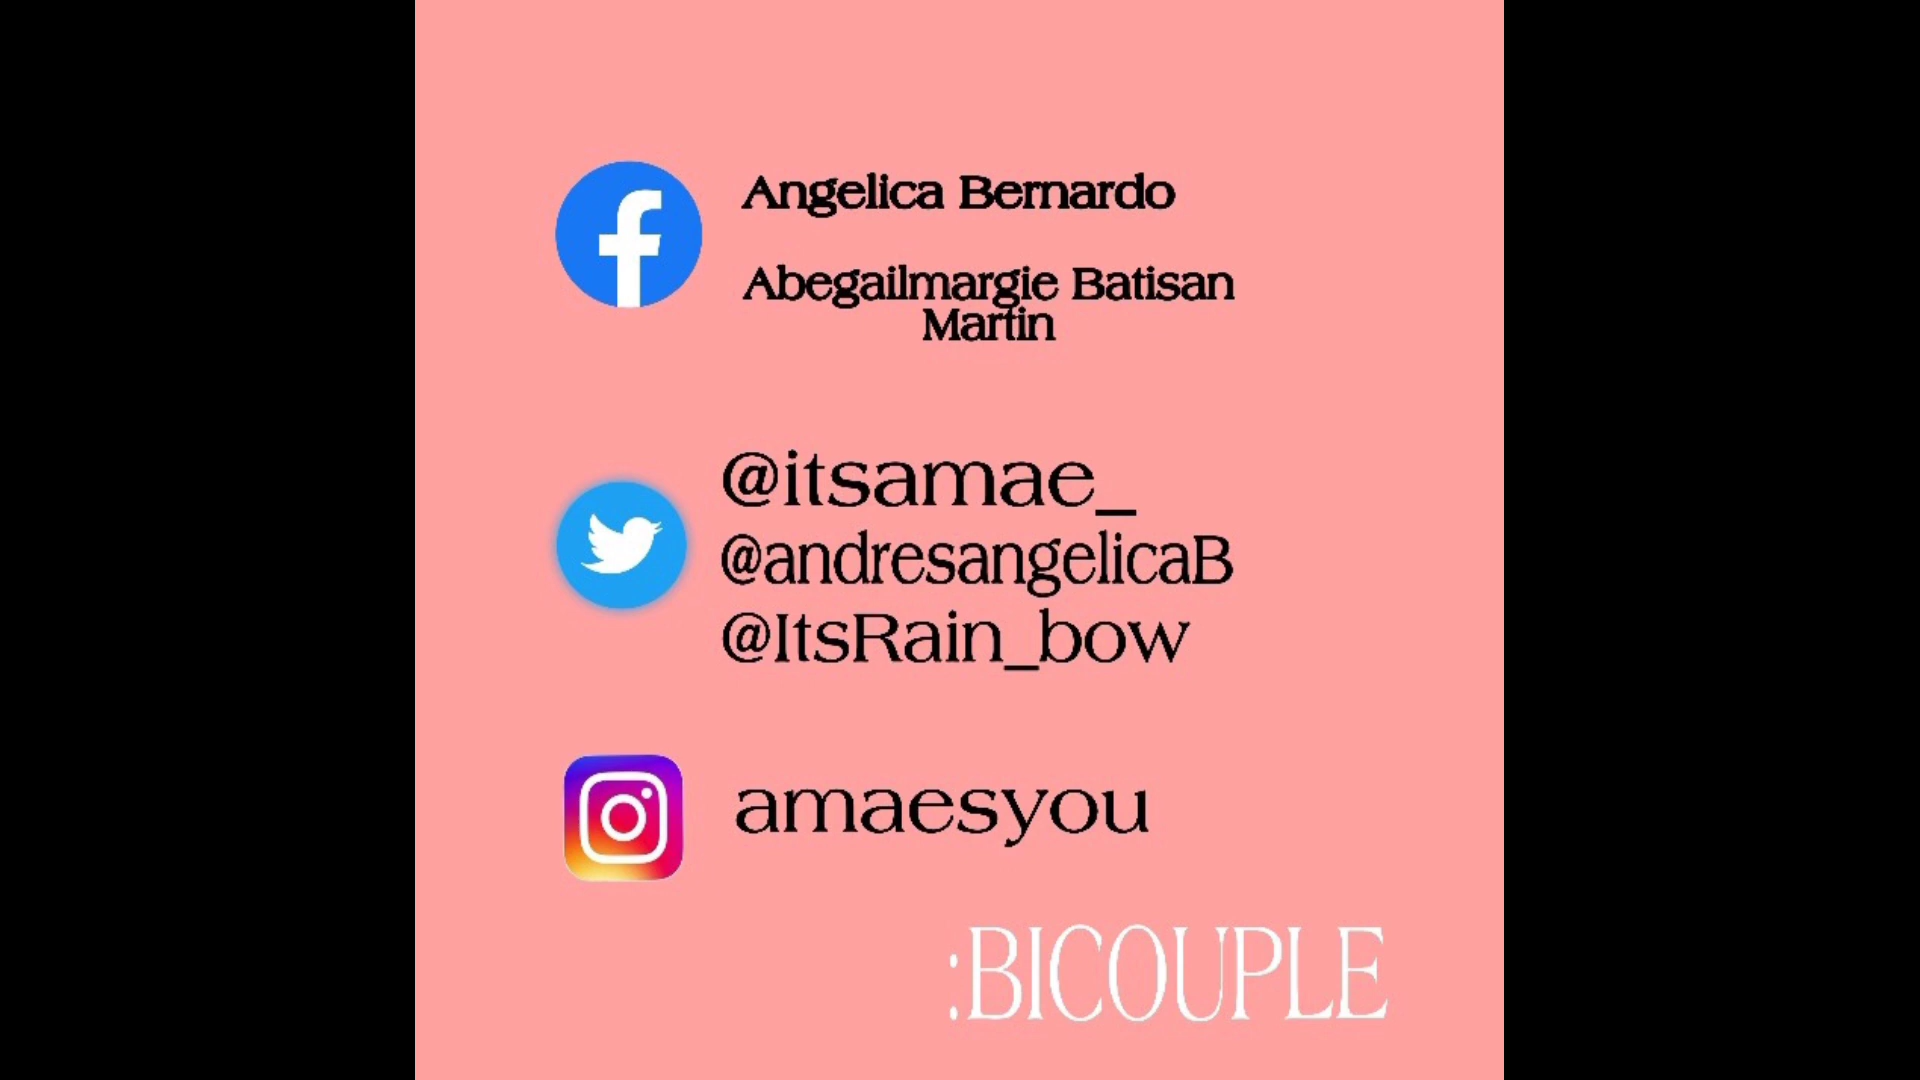 Angelica Bernardo
Abegailmargie Batisan
Martin
@itsamae_
@andresangelicaB
@ItsRain_bow
amaesyou
:BICOUPLE